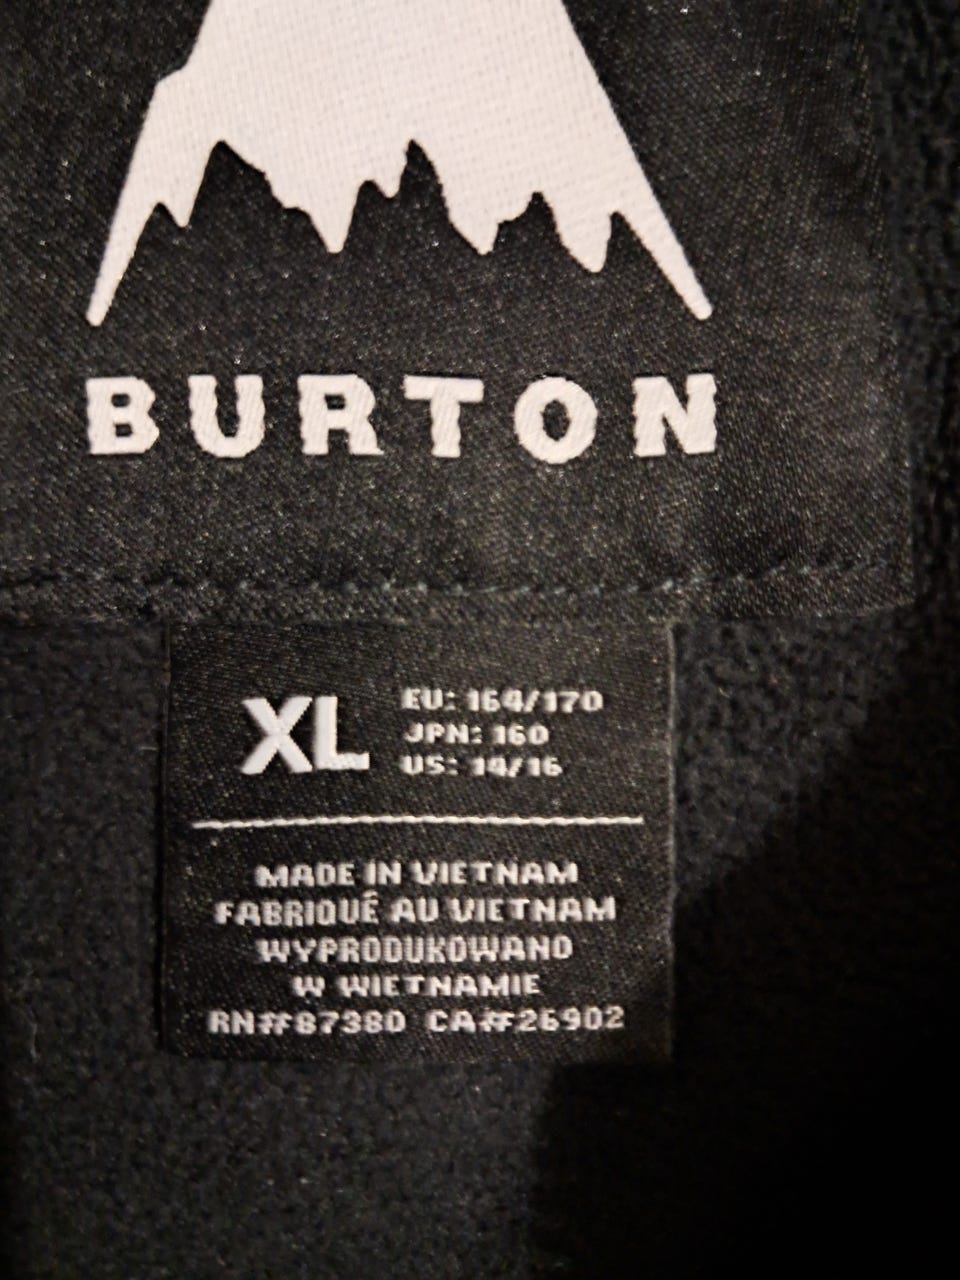 BURTON
XL
EU: 164/170
JPN: 160
US: 14/16
MADE IN VIETNAM
FABRIQUÉ AU VIETNAM
WYPRODUKOWANO
W WIETNAMIE
RN#87380 CA#26902